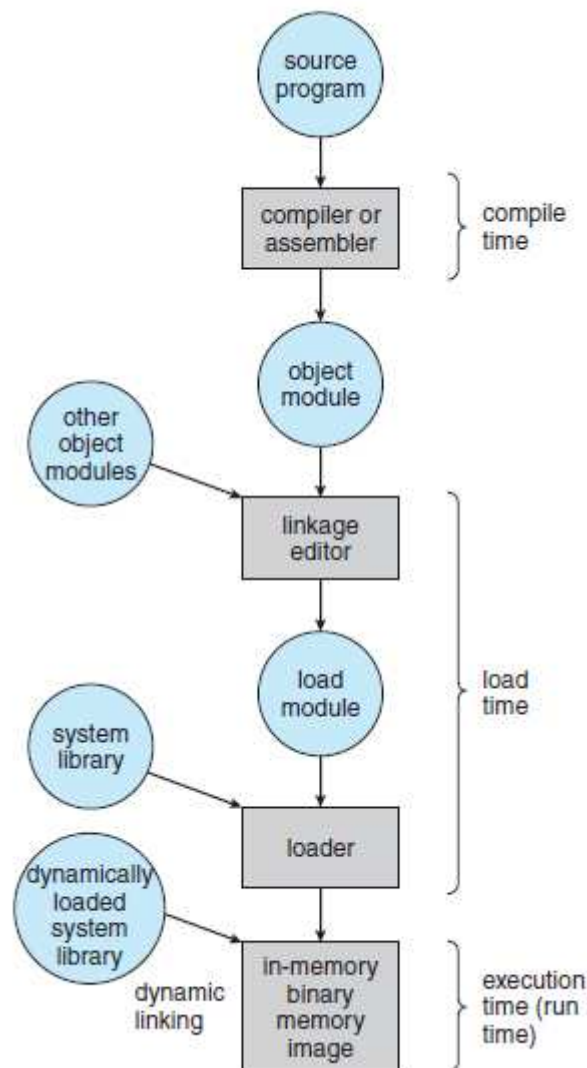 source
program
compiler or
assembler
compile
time
object
module
other
object
modules
linkage
editor
load
module
load
time
system
library
loader
dynamically
loaded
system
library
dynamic
linking
in-memory
binary
memory
image
execution
time (run
time)